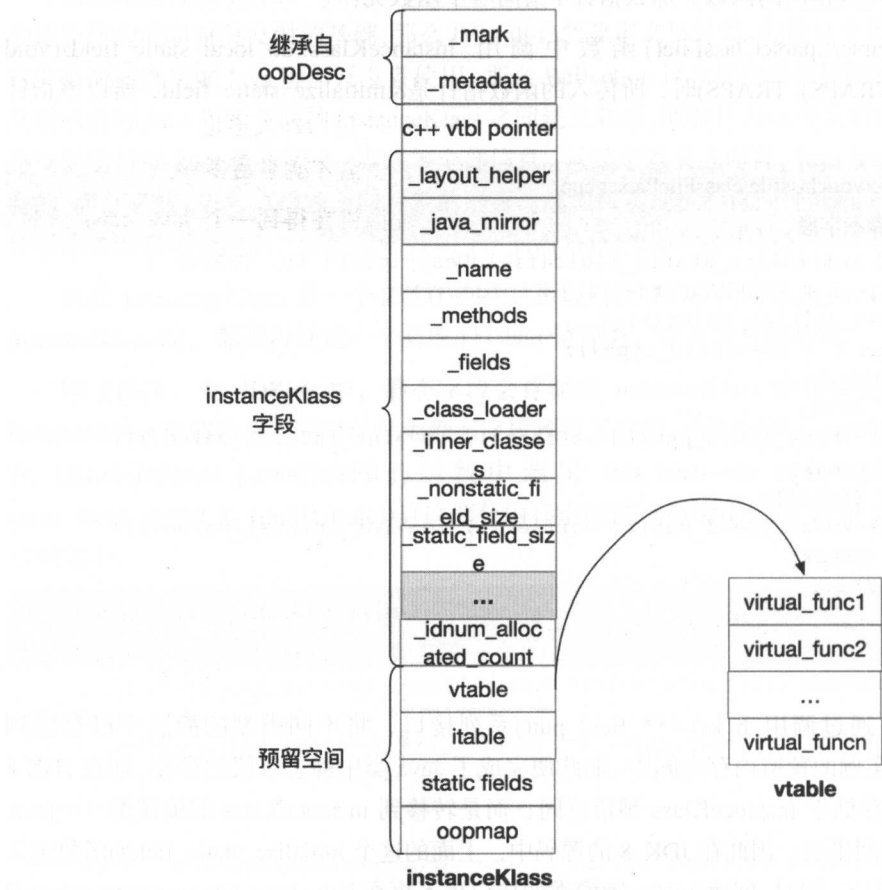 继承自
oopDesc
mark
_metadata
c++ vtbl pointer
_layout_helper
_java_mirror
_name
_methods
_fields
instanceKlass
字段
_class_loader
_inner_classe
s
_nonstatic_fi
eld_size
_static_field_siz
e
...
_idnum_alloc
ated_count
预留空间
vtable
itable
static fields
oopmap
instanceKlass
virtual_func1
virtual_func2
...
virtual_funcn
vtable